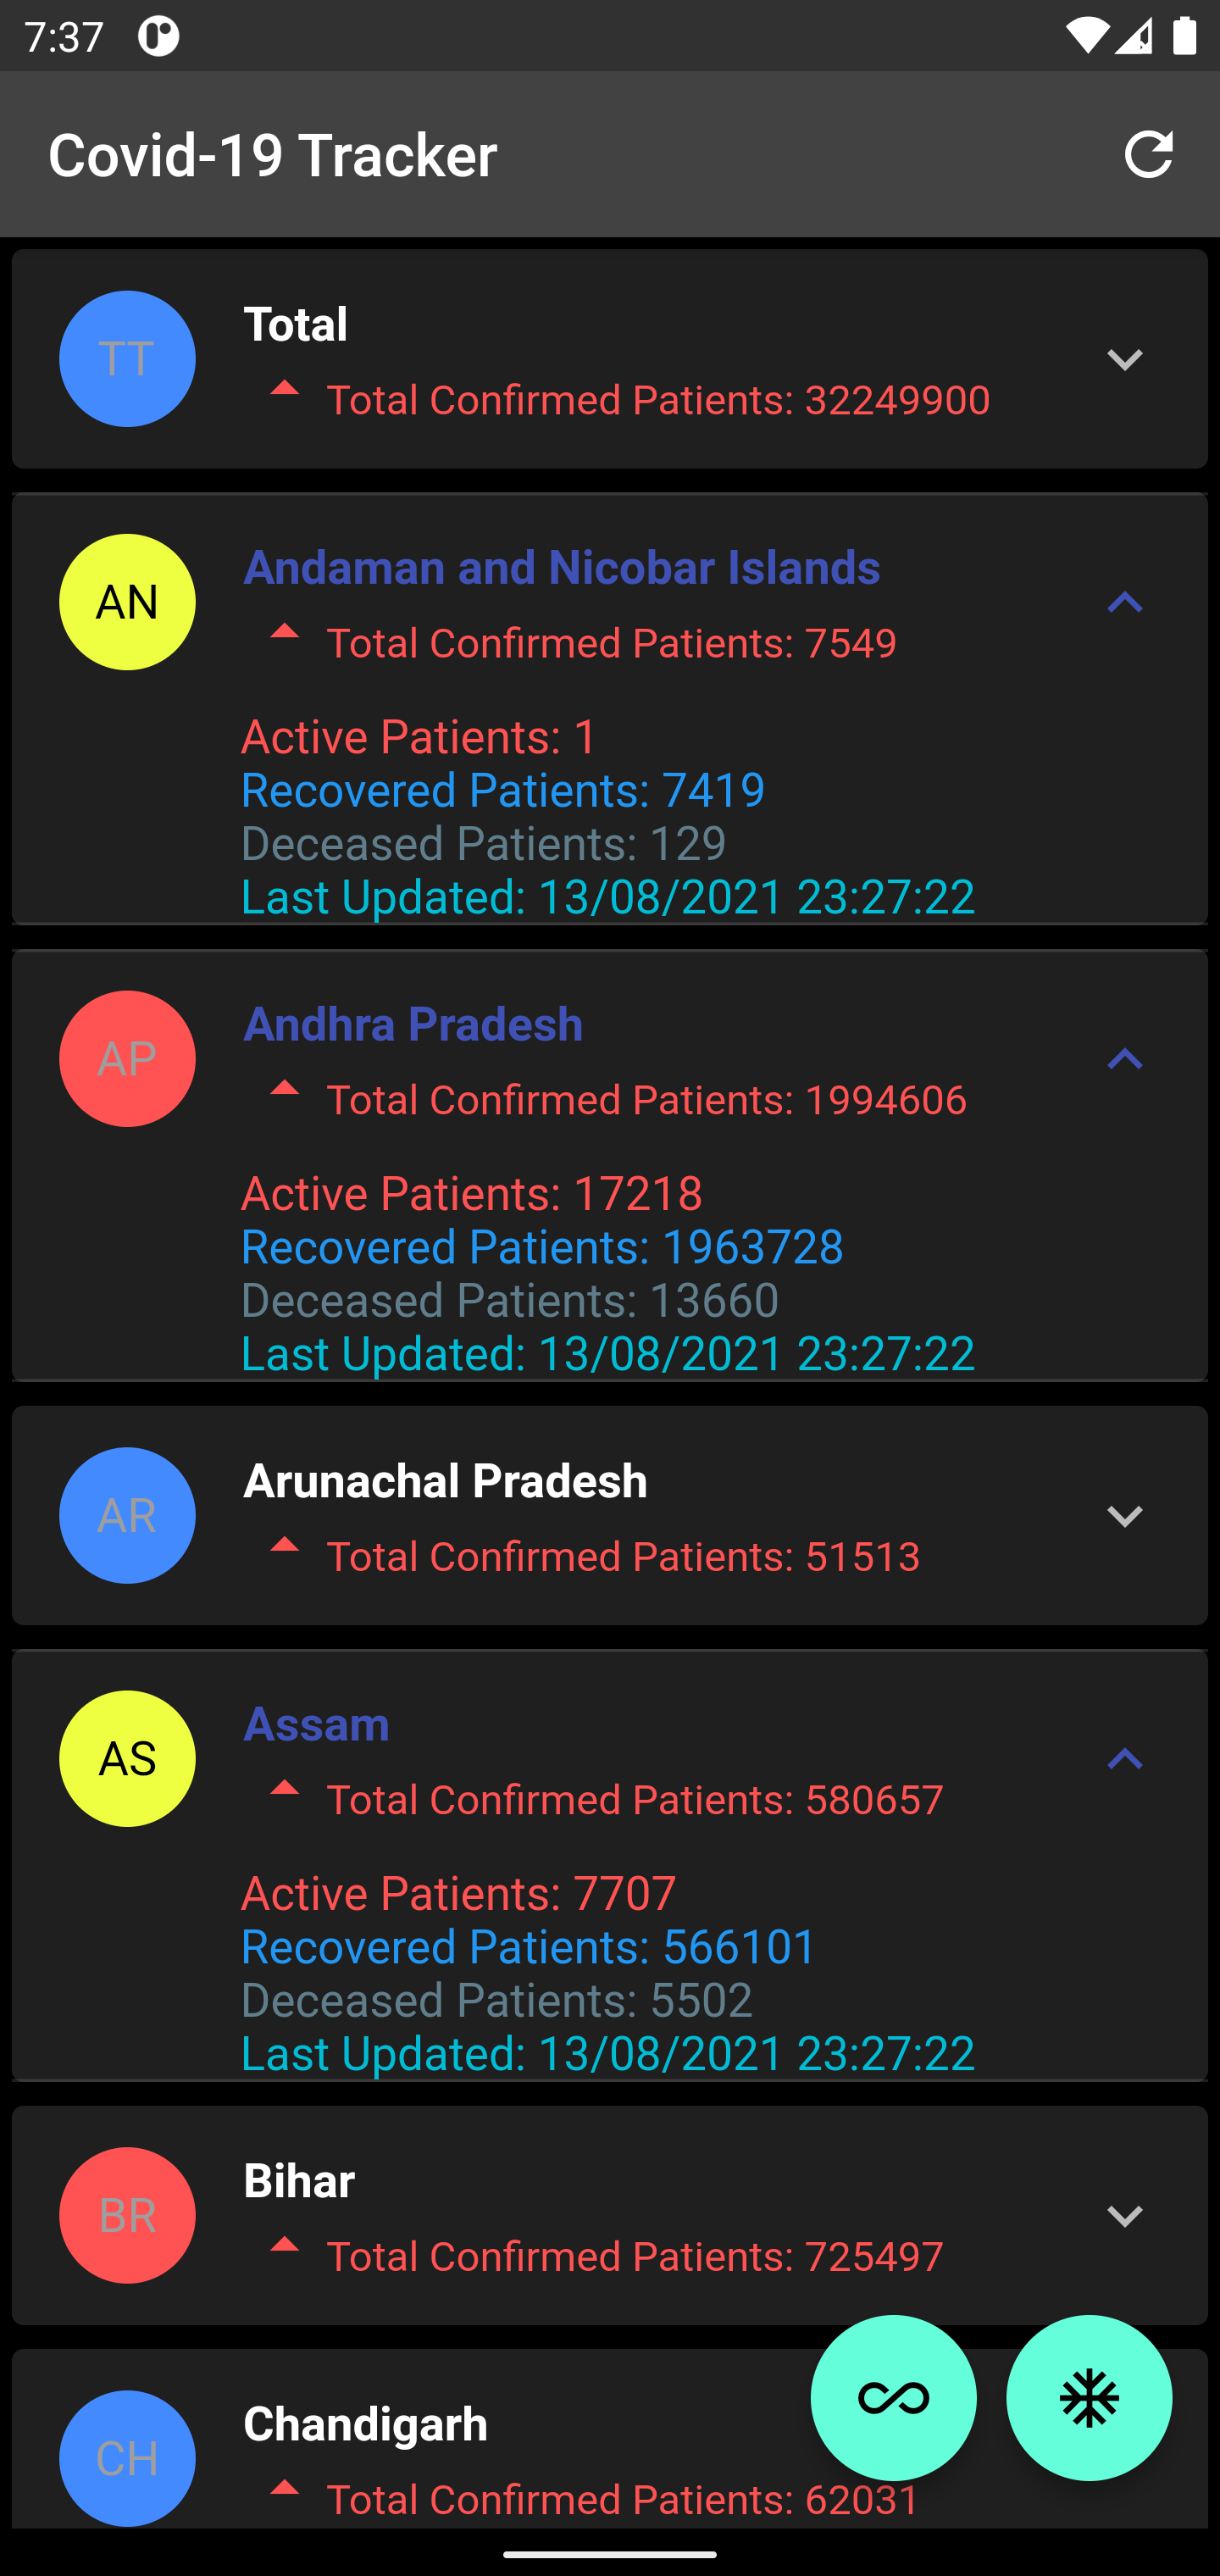 7:37
Covid-19 Tracker
TT
Total
Total Confirmed Patients: 32249900
AN
Andaman and Nicobar Islands
Total Confirmed Patients: 7549
Active Patients: 1
Recovered Patients: 7419
Deceased Patients: 129
Last Updated: 13/08/2021 23:27:22
AP
Andhra Pradesh
Total Confirmed Patients: 1994606
Active Patients: 17218
Recovered Patients: 1963728
Deceased Patients: 13660
Last Updated: 13/08/2021 23:27:22
AR
Arunachal Pradesh
Total Confirmed Patients: 51513
AS
Assam
Total Confirmed Patients: 580657
Active Patients: 7707
Recovered Patients: 566101
Deceased Patients: 5502
Last Updated: 13/08/2021 23:27:22
BR
Bihar
Total Confirmed Patients: 725497
CH
Chandigarh
Total Confirmed Patients: 62031